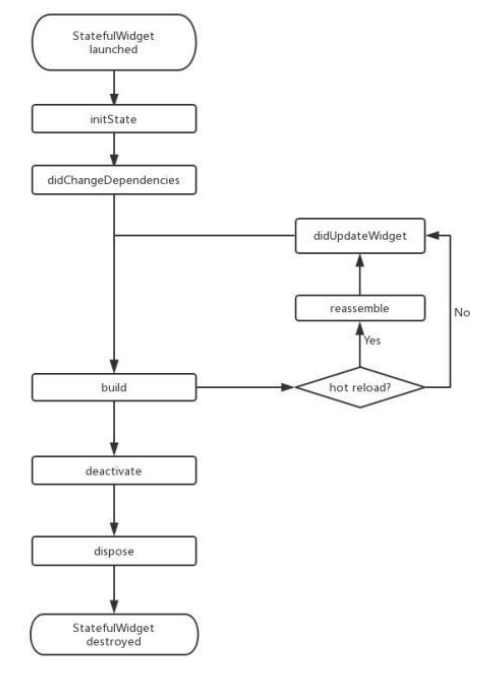 StatefulWidget
launched
initState
didChangeDependencies
didUpdateWidget
reassemble
No
Yes
build
hot reload?
deactivate
dispose
StatefulWidget
destroyed